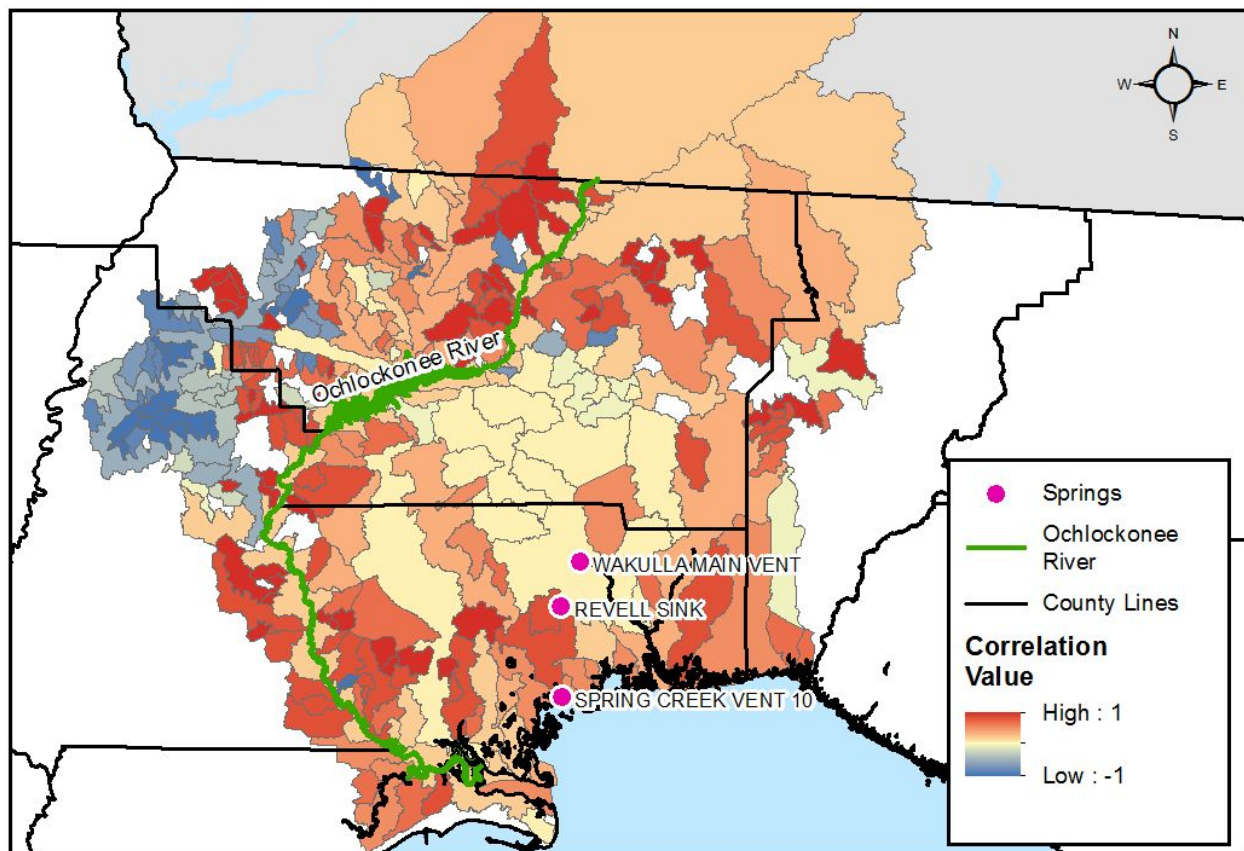 N
W E
S
Ochlockonee River
WAKULLA MAIN VENT
REVELL SINK
SPRING CREEK VENT 10
Springs
Ochlockonee
River
County Lines
Correlation
Value
High : 1
Low : -1